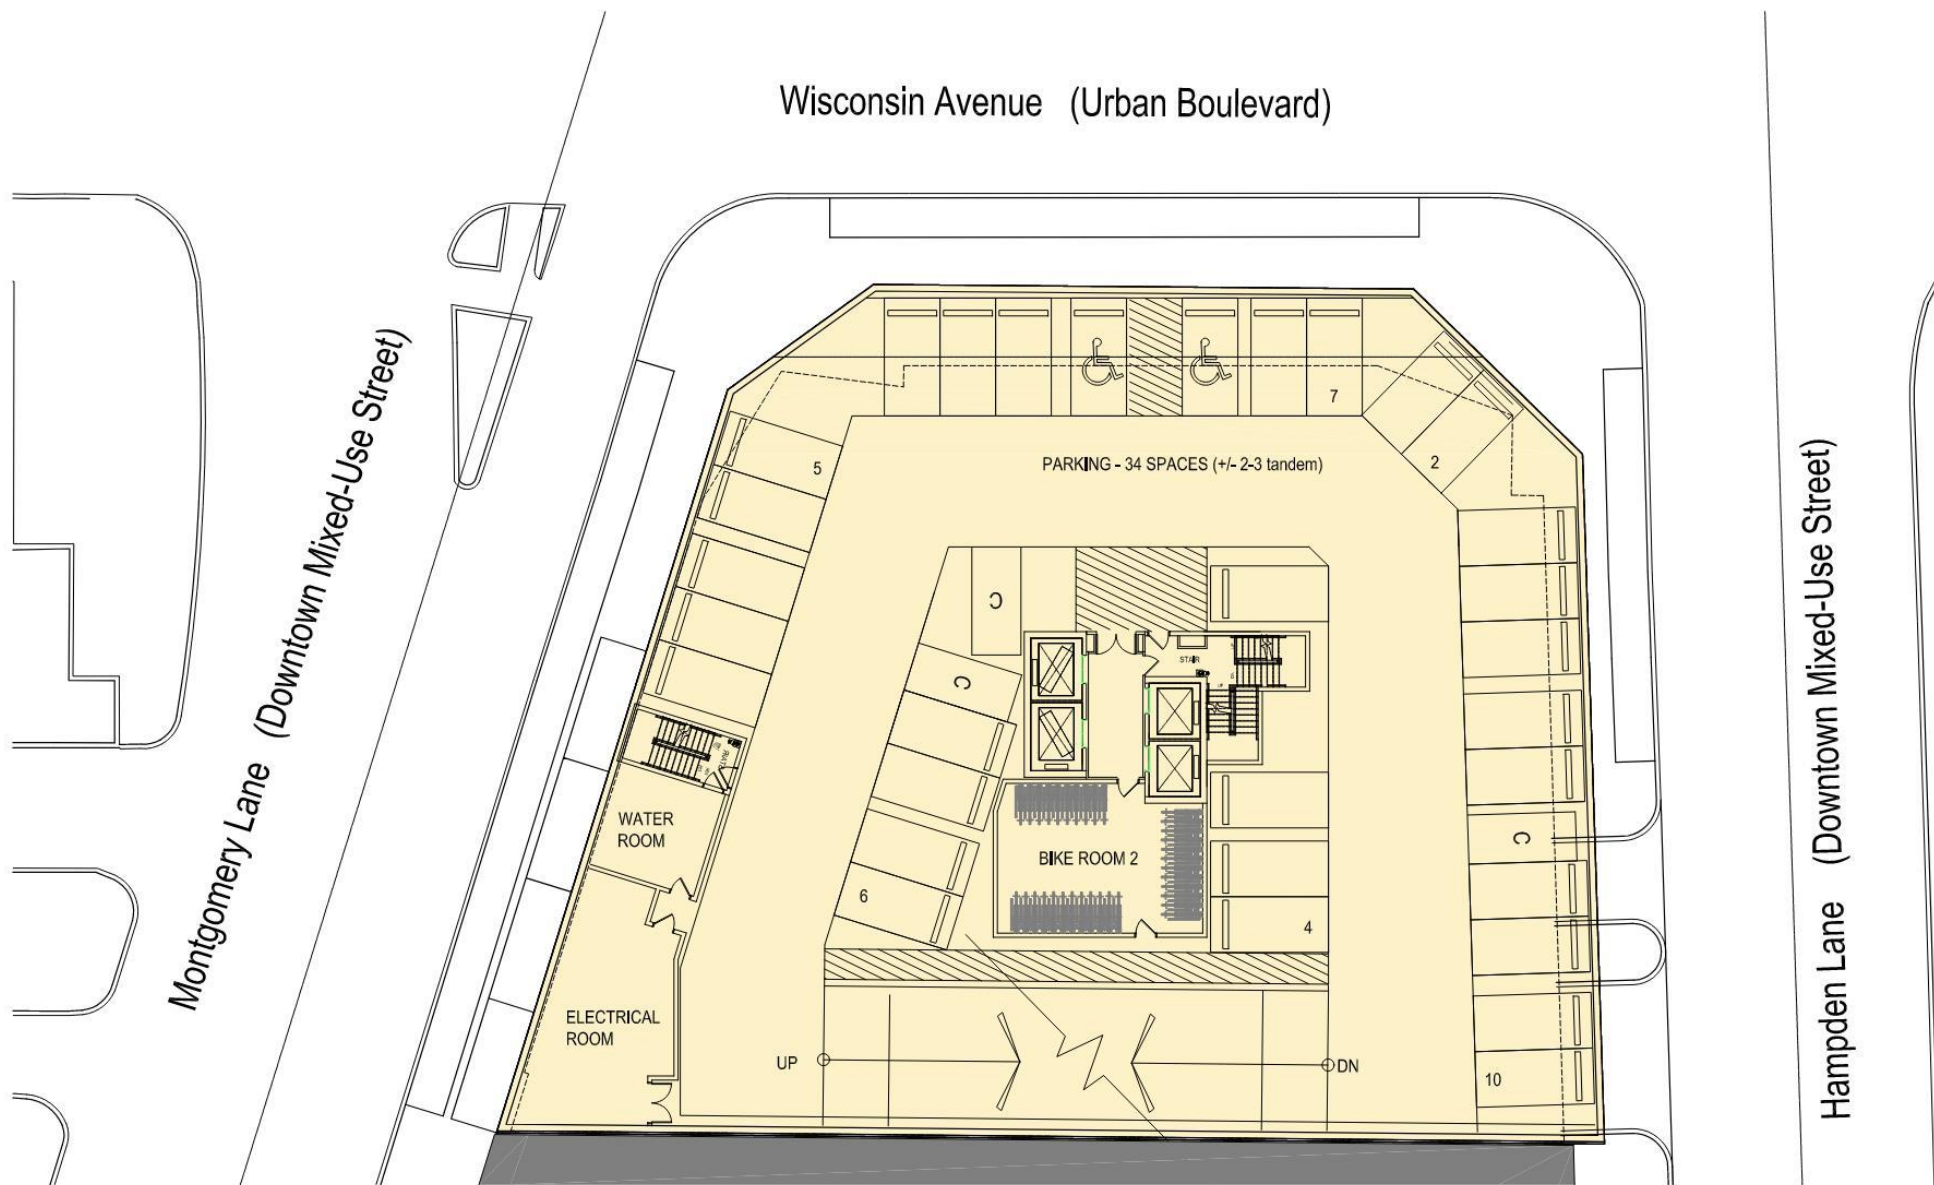 Wisconsin Avenue (Urban Boulevard)
Montgomery Lane (Downtown Mixed-Use Street)
Hampden Lane (Downtown Mixed-Use Street)
7
5
PARKING - 34 SPACES (+/- 2-3 tandem)
2
C
STAIR
C
WATER
ROOM
C
BIKE ROOM 2
6
4
ELECTRICAL
ROOM
UP
DN
10